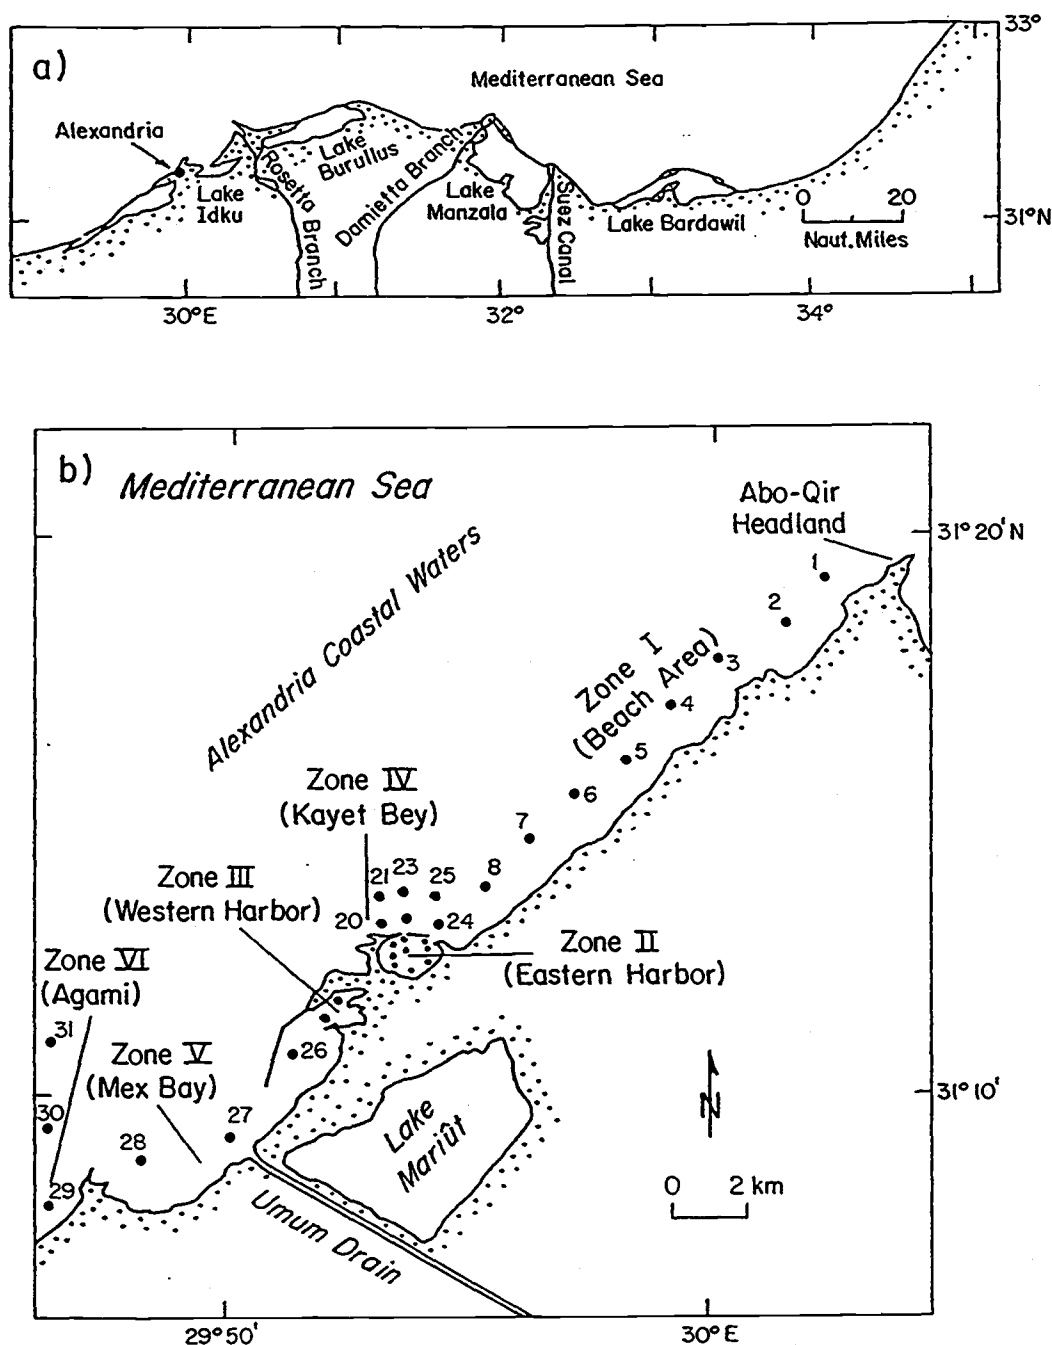 a)
Mediterranean Sea
33°
Alexandria
Lake
Idku
Rosetta Branch
Lake
Burullus
Damietta Branch
Lake
Manzala
Suez Canal
Lake Bardawil
0 20
Naut. Miles
31°N
30°E
32°
34°
b)
Mediterranean Sea
Alexandria Coastal Waters
Abo-Qir
Headland
31°20'N
1
2
3
4
5
6
7
8
Zone I
(Beach Area)
Zone IV
(Kayet Bey)
21
23
25
20
24
Zone III
(Western Harbor)
Zone II
(Eastern Harbor)
Zone VI
(Agami)
31
26
Zone V
(Mex Bay)
30
27
28
29
Lake
Mariût
Umum Drain
N
31°10'
0 2 km
29°50'
30°E